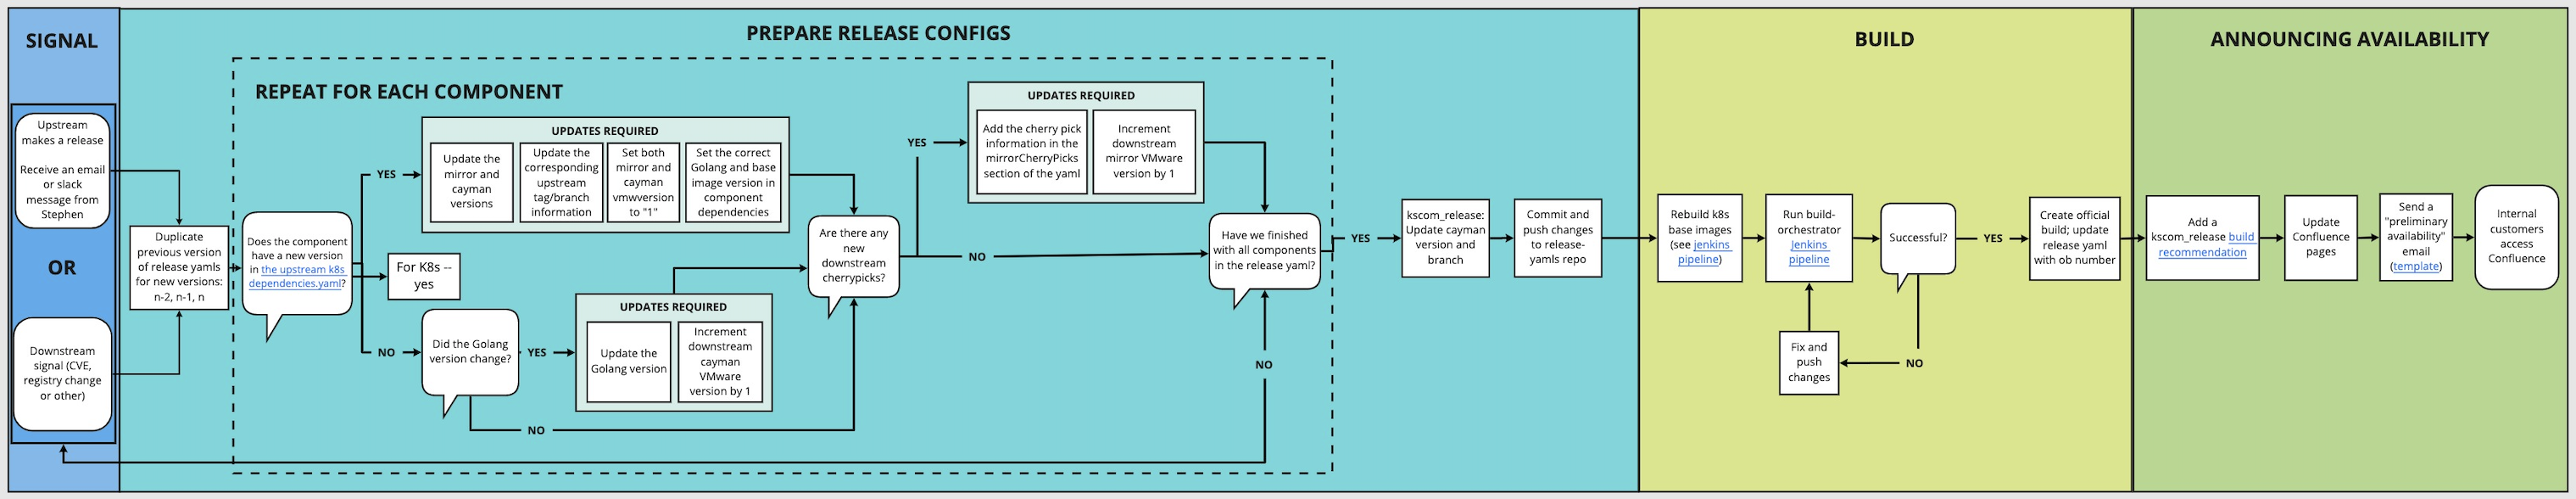 SIGNAL
Upstream
makes a release
Receive an email
or slack
message from
Stephen
OR
Downstream
signal (CVE,
registry change
or other)
PREPARE RELEASE CONFIGS
Duplicate
previous version
of release yamls
for new versions:
n-2, n-1, n
REPEAT FOR EACH COMPONENT
Does the component
have a new version
in the upstream k8s
dependencies.yaml?
YES
UPDATES REQUIRED
Update the
mirror and
cayman
versions
Update the
corresponding
upstream
tag/branch
information
Set both
mirror and
cayman
vmwversion
to "1"
Set the correct
Golang and base
image version in
component
dependencies
For K8s --
yes
NO
Did the Golang
version change?
YES
UPDATES REQUIRED
Update the
Golang version
Increment
downstream
cayman
VMware
version by 1
NO
Are there any
new
downstream
cherrypicks?
YES
UPDATES REQUIRED
Add the cherry pick
information in the
mirrorCherryPicks
section of the yaml
Increment
downstream
mirror VMware
version by 1
NO
Have we finished
with all components
in the release yaml?
NO
YES
kscom_release:
Update cayman
version and
branch
Commit and
push changes
to release-
yamls repo
BUILD
Rebuild k8s
base images
(see jenkins
pipeline)
Run build-
orchestrator
Jenkins
pipeline
Successful?
NO
Fix and
push
changes
YES
Create official
build; update
release yaml
with ob number
ANNOUNCING AVAILABILITY
Add a
kscom_release build
recommendation
Update
Confluence
pages
Send a
"preliminary
availability"
email
(template)
Internal
customers
access
Confluence